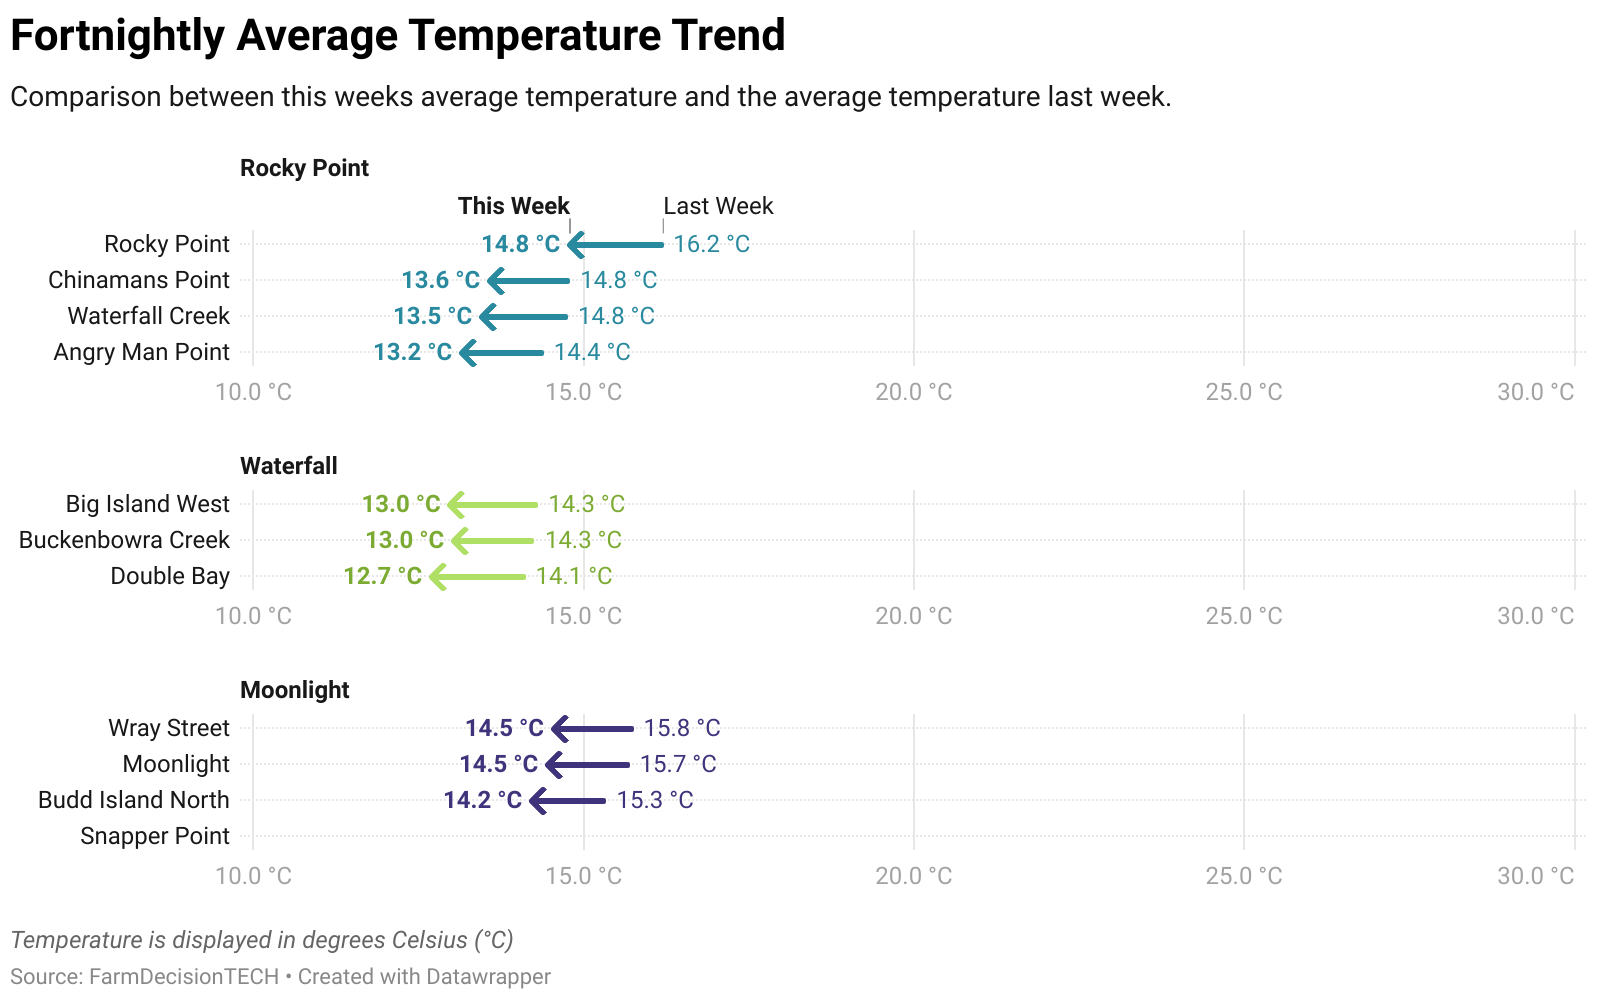 Fortnightly Average Temperature Trend
Comparison between this weeks average temperature and the average temperature last week.
Rocky Point
This Week Last Week
Rocky Point 14.8 °C 16.2 °C
Chinamans Point 13.6 °C 14.8 °C
Waterfall Creek 13.5 °C 14.8 °C
Angry Man Point 13.2 °C 14.4 °C
10.0 °C 15.0 °C 20.0 °C 25.0 °C 30.0 °C
Waterfall
Big Island West 13.0 °C 14.3 °C
Buckenbowra Creek 13.0 °C 14.3 °C
Double Bay 12.7 °C 14.1 °C
10.0 °C 15.0 °C 20.0 °C 25.0 °C 30.0 °C
Moonlight
Wray Street 14.5 °C 15.8 °C
Moonlight 14.5 °C 15.7 °C
Budd Island North 14.2 °C 15.3 °C
Snapper Point
10.0 °C 15.0 °C 20.0 °C 25.0 °C 30.0 °C
Temperature is displayed in degrees Celsius (°C)
Source: FarmDecisionTECH • Created with Datawrapper